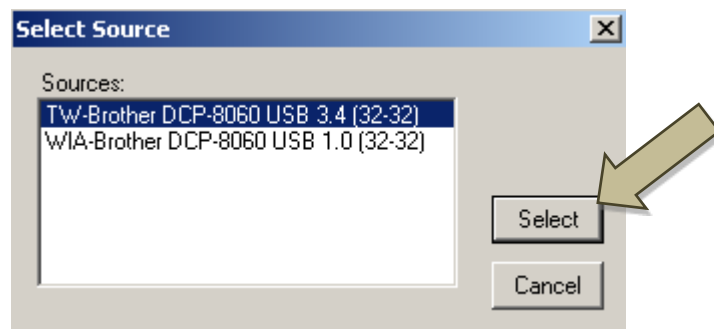 Select Source
Sources:
TW-Brother DCP-8060 USB 3.4 (32-32)
WIA-Brother DCP-8060 USB 1.0 (32-32)
Select
Cancel